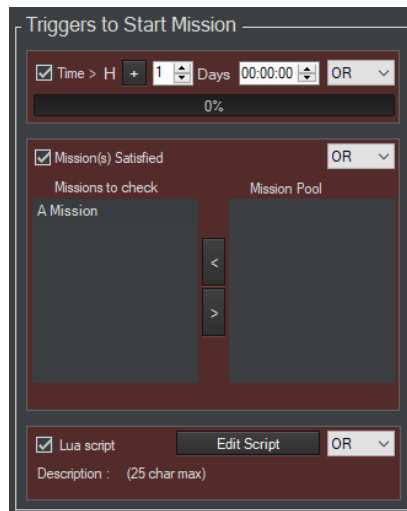 Triggers to Start Mission
Time > H + 1 Days 00:00:00 OR
0%
Mission(s) Satisfied OR
Missions to check Mission Pool
A Mission
<
>
Lua script Edit Script OR
Description : (25 char max)